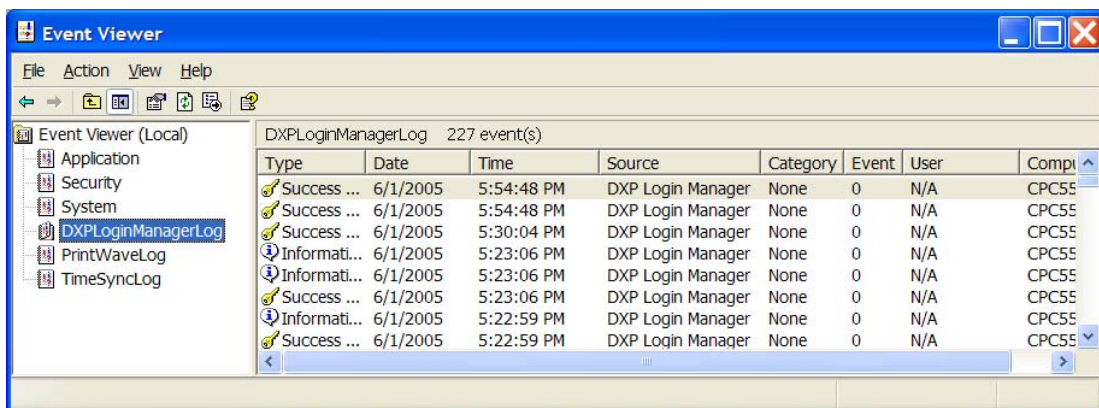 Event Viewer
File Action View Help
Event Viewer (Local)
Application
Security
System
DXPLoginManagerLog
PrintWaveLog
TimeSyncLog
DXPLoginManagerLog 227 event(s)
Type Date Time Source Category Event User Compu
Success ... 6/1/2005 5:54:48 PM DXP Login Manager None 0 N/A CPC55
Success ... 6/1/2005 5:54:48 PM DXP Login Manager None 0 N/A CPC55
Success ... 6/1/2005 5:30:04 PM DXP Login Manager None 0 N/A CPC55
Informati... 6/1/2005 5:23:06 PM DXP Login Manager None 0 N/A CPC55
Informati... 6/1/2005 5:23:06 PM DXP Login Manager None 0 N/A CPC55
Success ... 6/1/2005 5:23:06 PM DXP Login Manager None 0 N/A CPC55
Informati... 6/1/2005 5:22:59 PM DXP Login Manager None 0 N/A CPC55
Success ... 6/1/2005 5:22:59 PM DXP Login Manager None 0 N/A CPC55